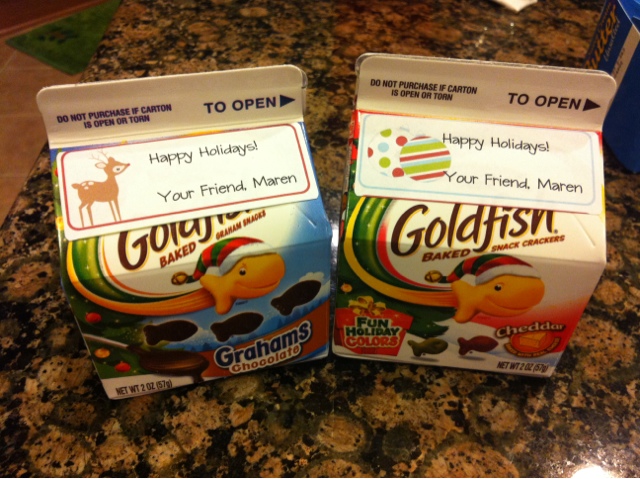 DO NOT PURCHASE IF CARTON
IS OPEN OR TORN
TO OPEN
Happy Holidays!
Your Friend, Maren
Goldfish
BAKED GRAHAM SNACKS
Grahams
Chocolate
NET WT 2 OZ (57g)
DO NOT PURCHASE IF CARTON
IS OPEN OR TORN
TO OPEN
Happy Holidays!
Your Friend, Maren
Goldfish
BAKED SNACK CRACKERS
FUN
HOLIDAY
COLORS
Cheddar
NET WT 2 OZ (57g)